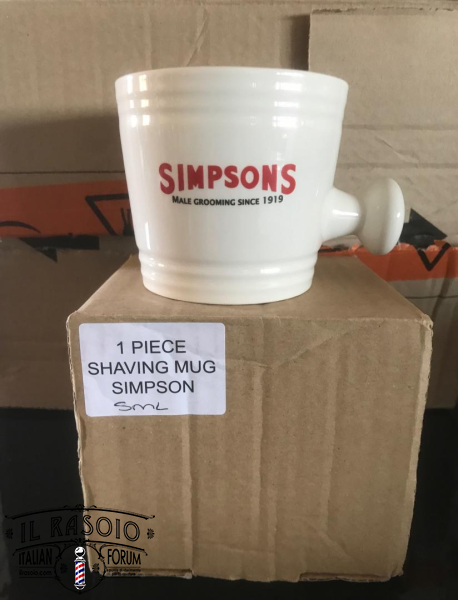 SIMPSONS
MALE GROOMING SINCE 1919
1 PIECE
SHAVING MUG
SIMPSON
SML
IL RASOIO
ITALIAN FORUM